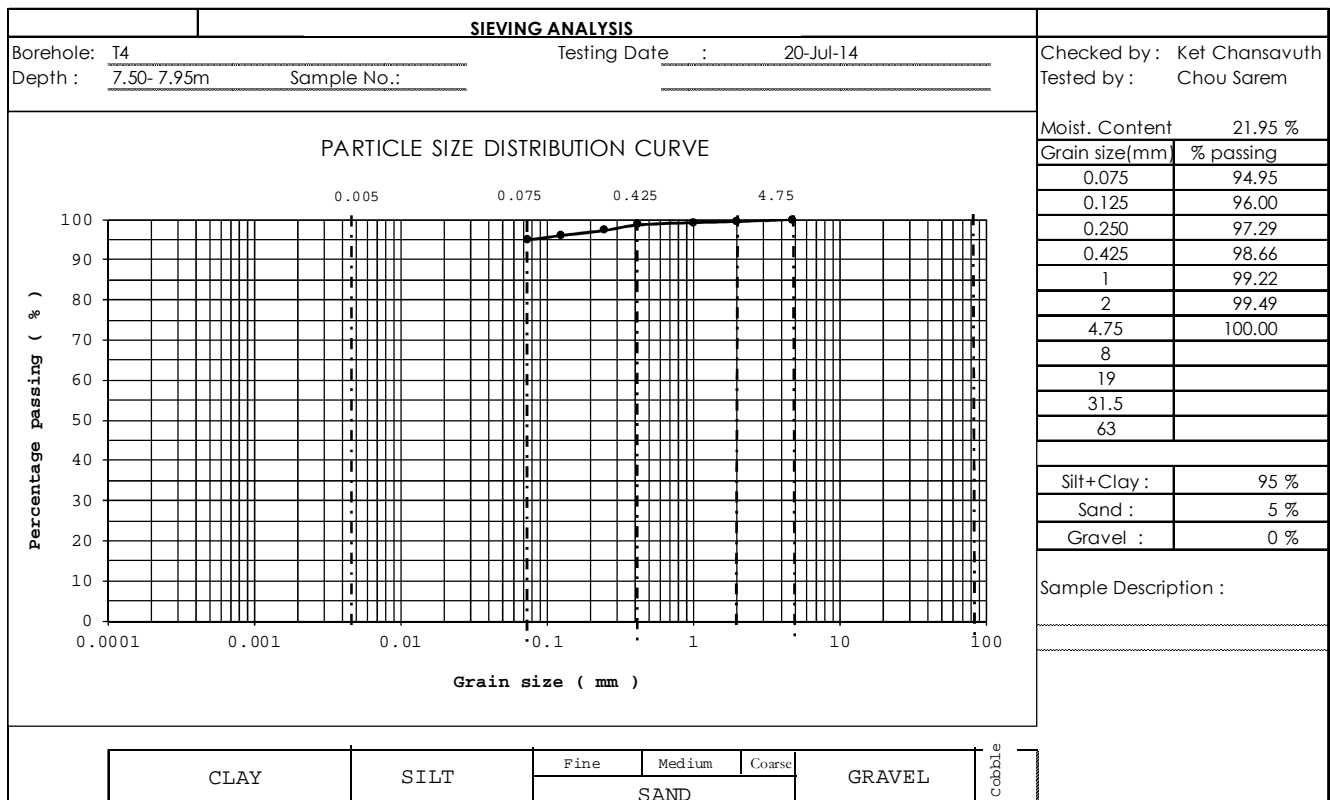 SIEVING ANALYSIS
Borehole: T4 Testing Date : 20-Jul-14
Depth : 7.50- 7.95m Sample No.:
Checked by : Ket Chansavuth
Tested by : Chou Sarem
Moist. Content 21.95 %
Grain size(mm) % passing
0.075 94.95
0.125 96.00
0.250 97.29
0.425 98.66
1 99.22
2 99.49
4.75 100.00
8
19
31.5
63
Silt+Clay : 95 %
Sand : 5 %
Gravel : 0 %
Sample Description :
PARTICLE SIZE DISTRIBUTION CURVE
0.005 0.075 0.425 4.75
100
90
80
70
60
50
40
30
20
10
0
Percentage passing ( % )
0.0001 0.001 0.01 0.1 1 10 100
Grain size ( mm )
CLAY SILT Fine Medium Coarse GRAVEL Cobble
SAND